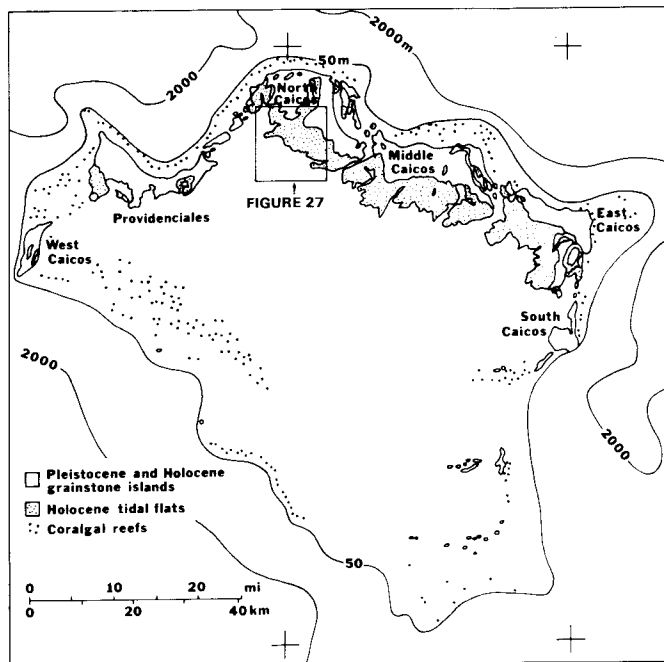 2000m
50m
2000
North
Caicos
Middle
Caicos
FIGURE 27
Providenciales
East
Caicos
West
Caicos
South
Caicos
2000
2000
Pleistocene and Holocene
grainstone islands
Holocene tidal flats
Coralgal reefs
50
0 10 20 mi
0 20 40 km